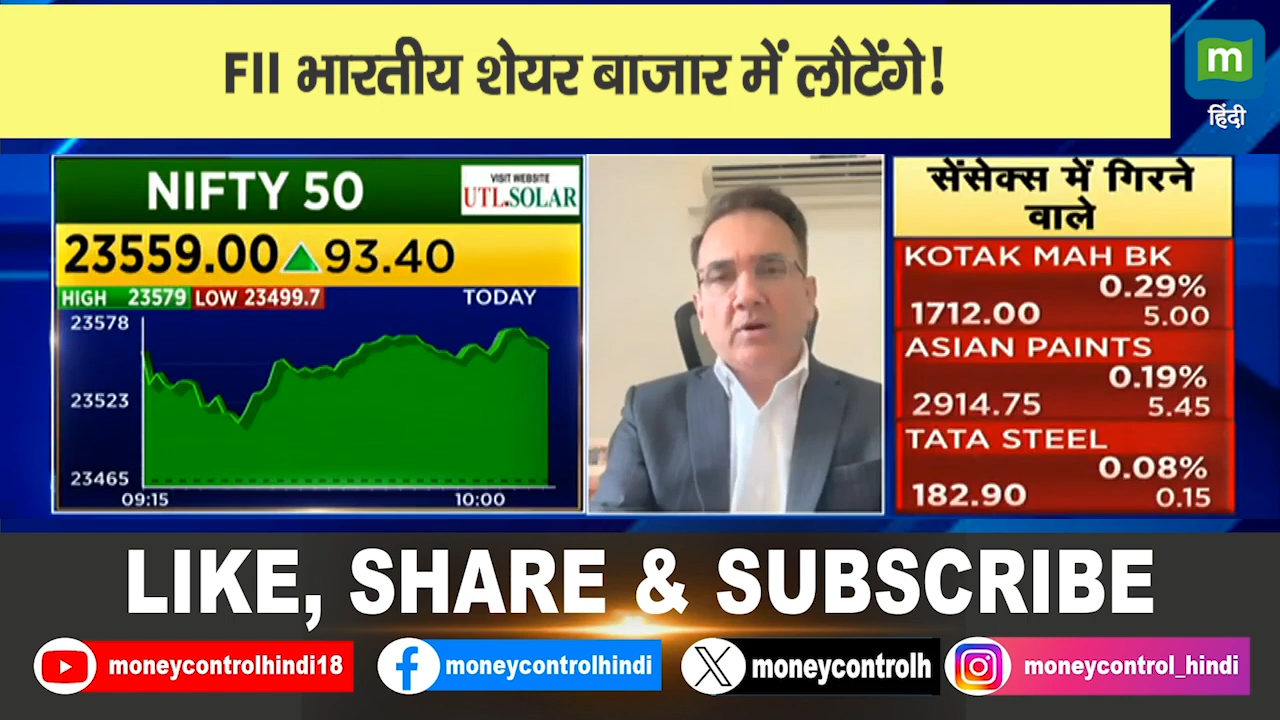 FII भारतीय शेयर बाजार में लौटेंगे!
m
हिंदी
NIFTY 50
VISIT WEBSITE
UTL.SOLAR
23559.00 ▲ 93.40
HIGH 23579 LOW 23499.7
TODAY
23578
23523
23465
09:15 10:00
सेंसेक्स में गिरने
वाले
KOTAK MAH BK
0.29%
1712.00 5.00
ASIAN PAINTS
0.19%
2914.75 5.45
TATA STEEL
0.08%
182.90 0.15
LIKE, SHARE & SUBSCRIBE
moneycontrolhindi18
moneycontrolhindi
moneycontrolh
moneycontrol_hindi